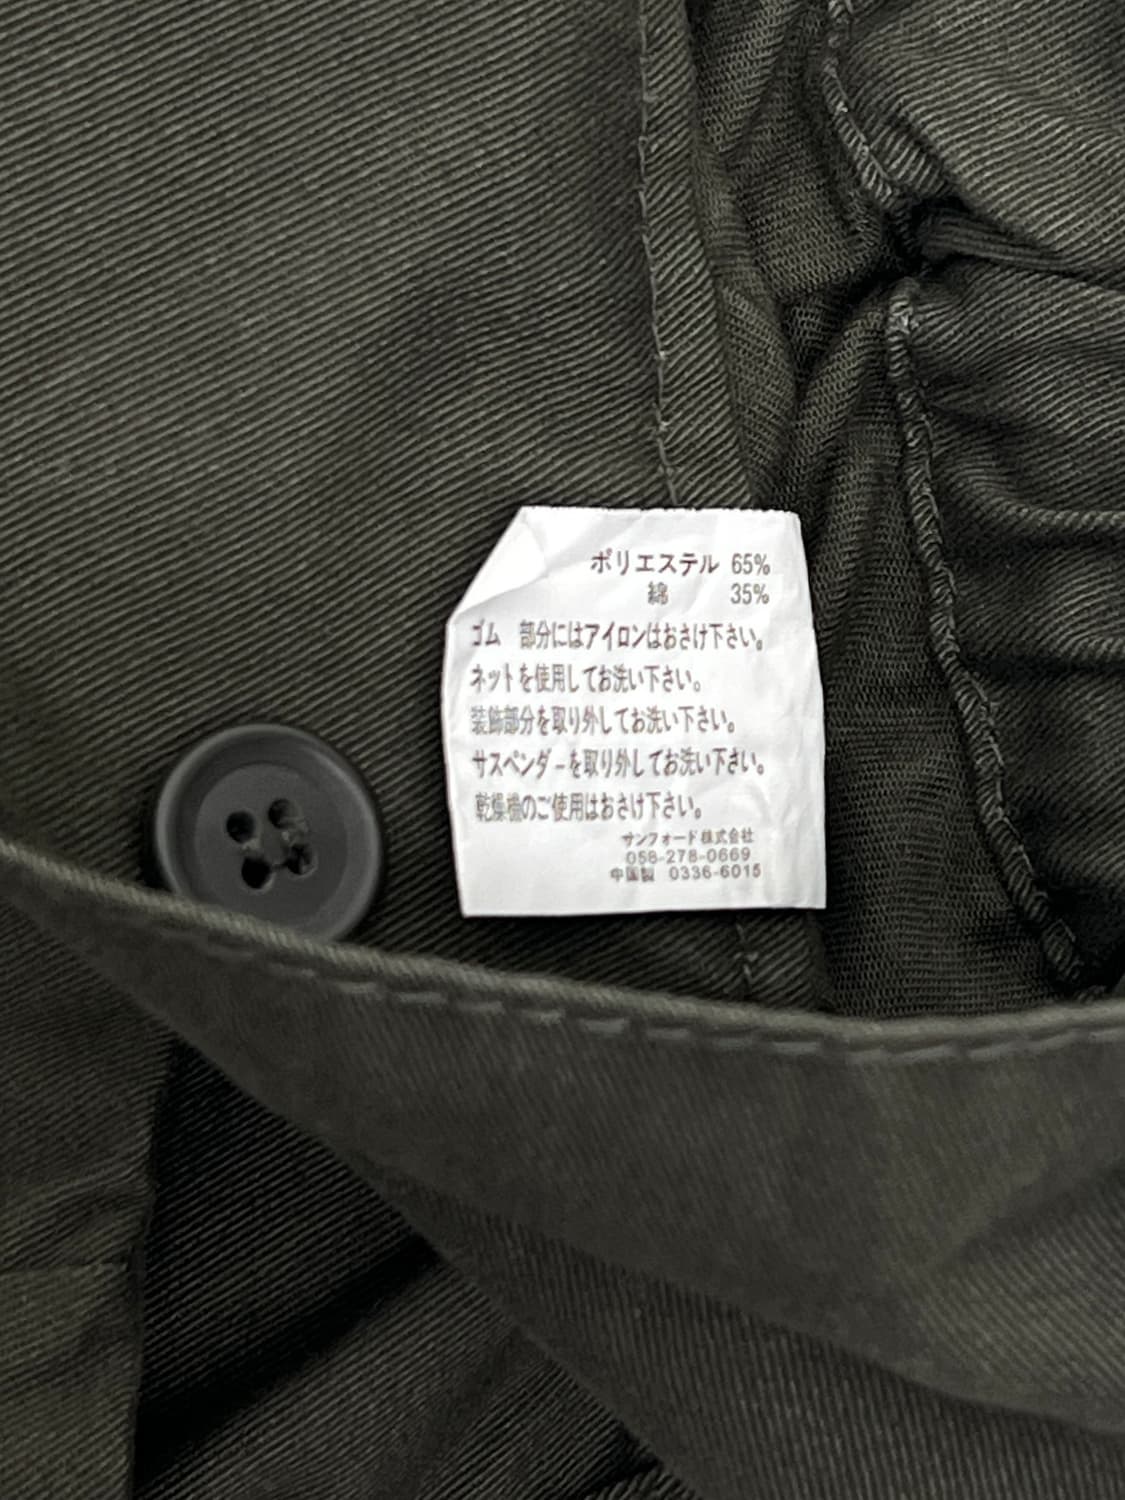 ポリエステル 65%
綿 35%
ゴム 部分にはアイロンはおさけ下さい。
ネットを使用してお洗い下さい。
装飾部分を取り外してお洗い下さい。
サスペンダーを取り外してお洗い下さい。
乾燥機のご使用はおさけ下さい。
サンフォード株式会社
058-278-0669
中国製 0336-6015